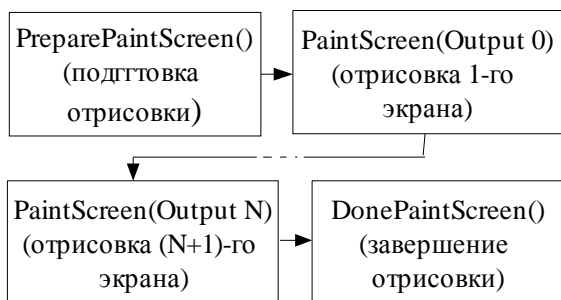 PreparePaintScreen()
(подгттовка
отрисовки)
PaintScreen(Output 0)
(отрисовка 1-го
экрана)
PaintScreen(Output N)
(отрисовка (N+1)-го
экрана)
DonePaintScreen()
(завершение
отрисовки)